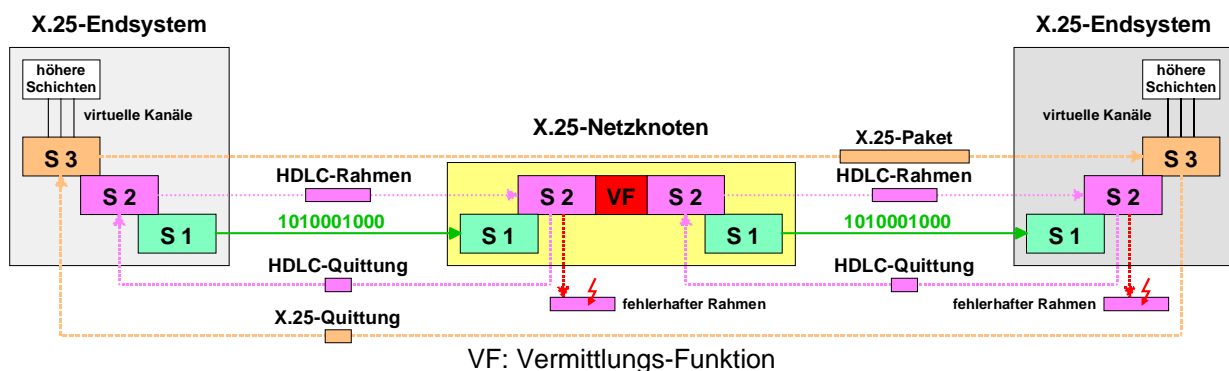 X.25-Endsystem
X.25-Endsystem
höhere
Schichten
virtuelle Kanäle
höhere
Schichten
virtuelle Kanäle
X.25-Netzknoten
X.25-Paket
S 3
S 3
HDLC-Rahmen
HDLC-Rahmen
S 2
S 2
VF
S 2
S 2
1010001000
1010001000
S 1
S 1
S 1
S 1
HDLC-Quittung
HDLC-Quittung
fehlerhafter Rahmen
fehlerhafter Rahmen
X.25-Quittung
VF: Vermittlungs-Funktion